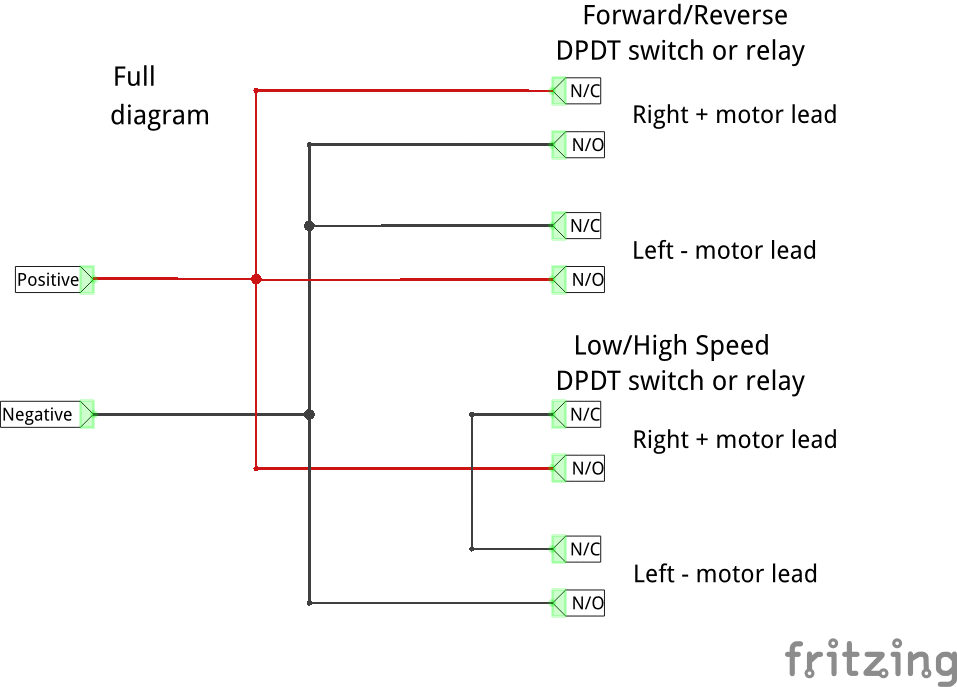 Forward/Reverse
DPDT switch or relay
Full
diagram
N/C
Right + motor lead
N/O
N/C
Left - motor lead
Positive
N/O
Low/High Speed
DPDT switch or relay
Negative
N/C
Right + motor lead
N/O
N/C
Left - motor lead
N/O
fritzing